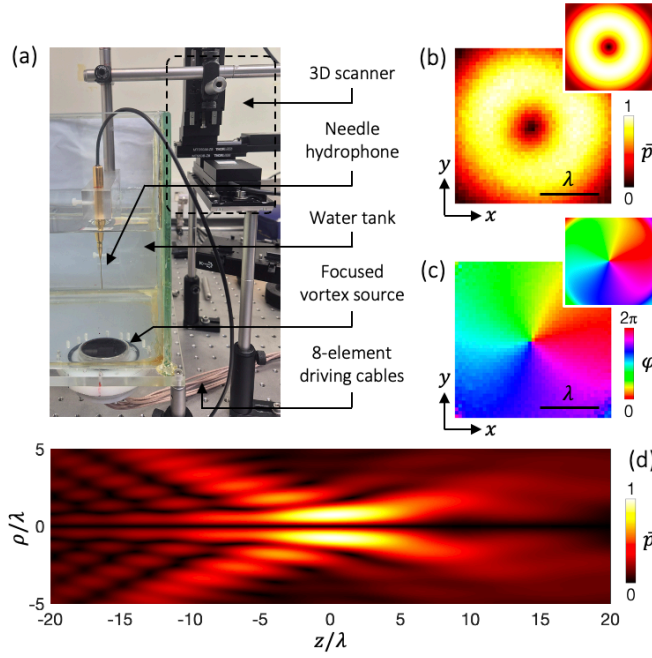 (a)
3D scanner
Needle
hydrophone
Water tank
Focused
vortex source
8-element
driving cables
(b)
y
x
λ
1
p̄
0
(c)
y
x
λ
2π
φ
0
(d)
5
0
-5
ρ/λ
-20
-15
-10
-5
0
5
10
15
20
z/λ
1
p̄
0